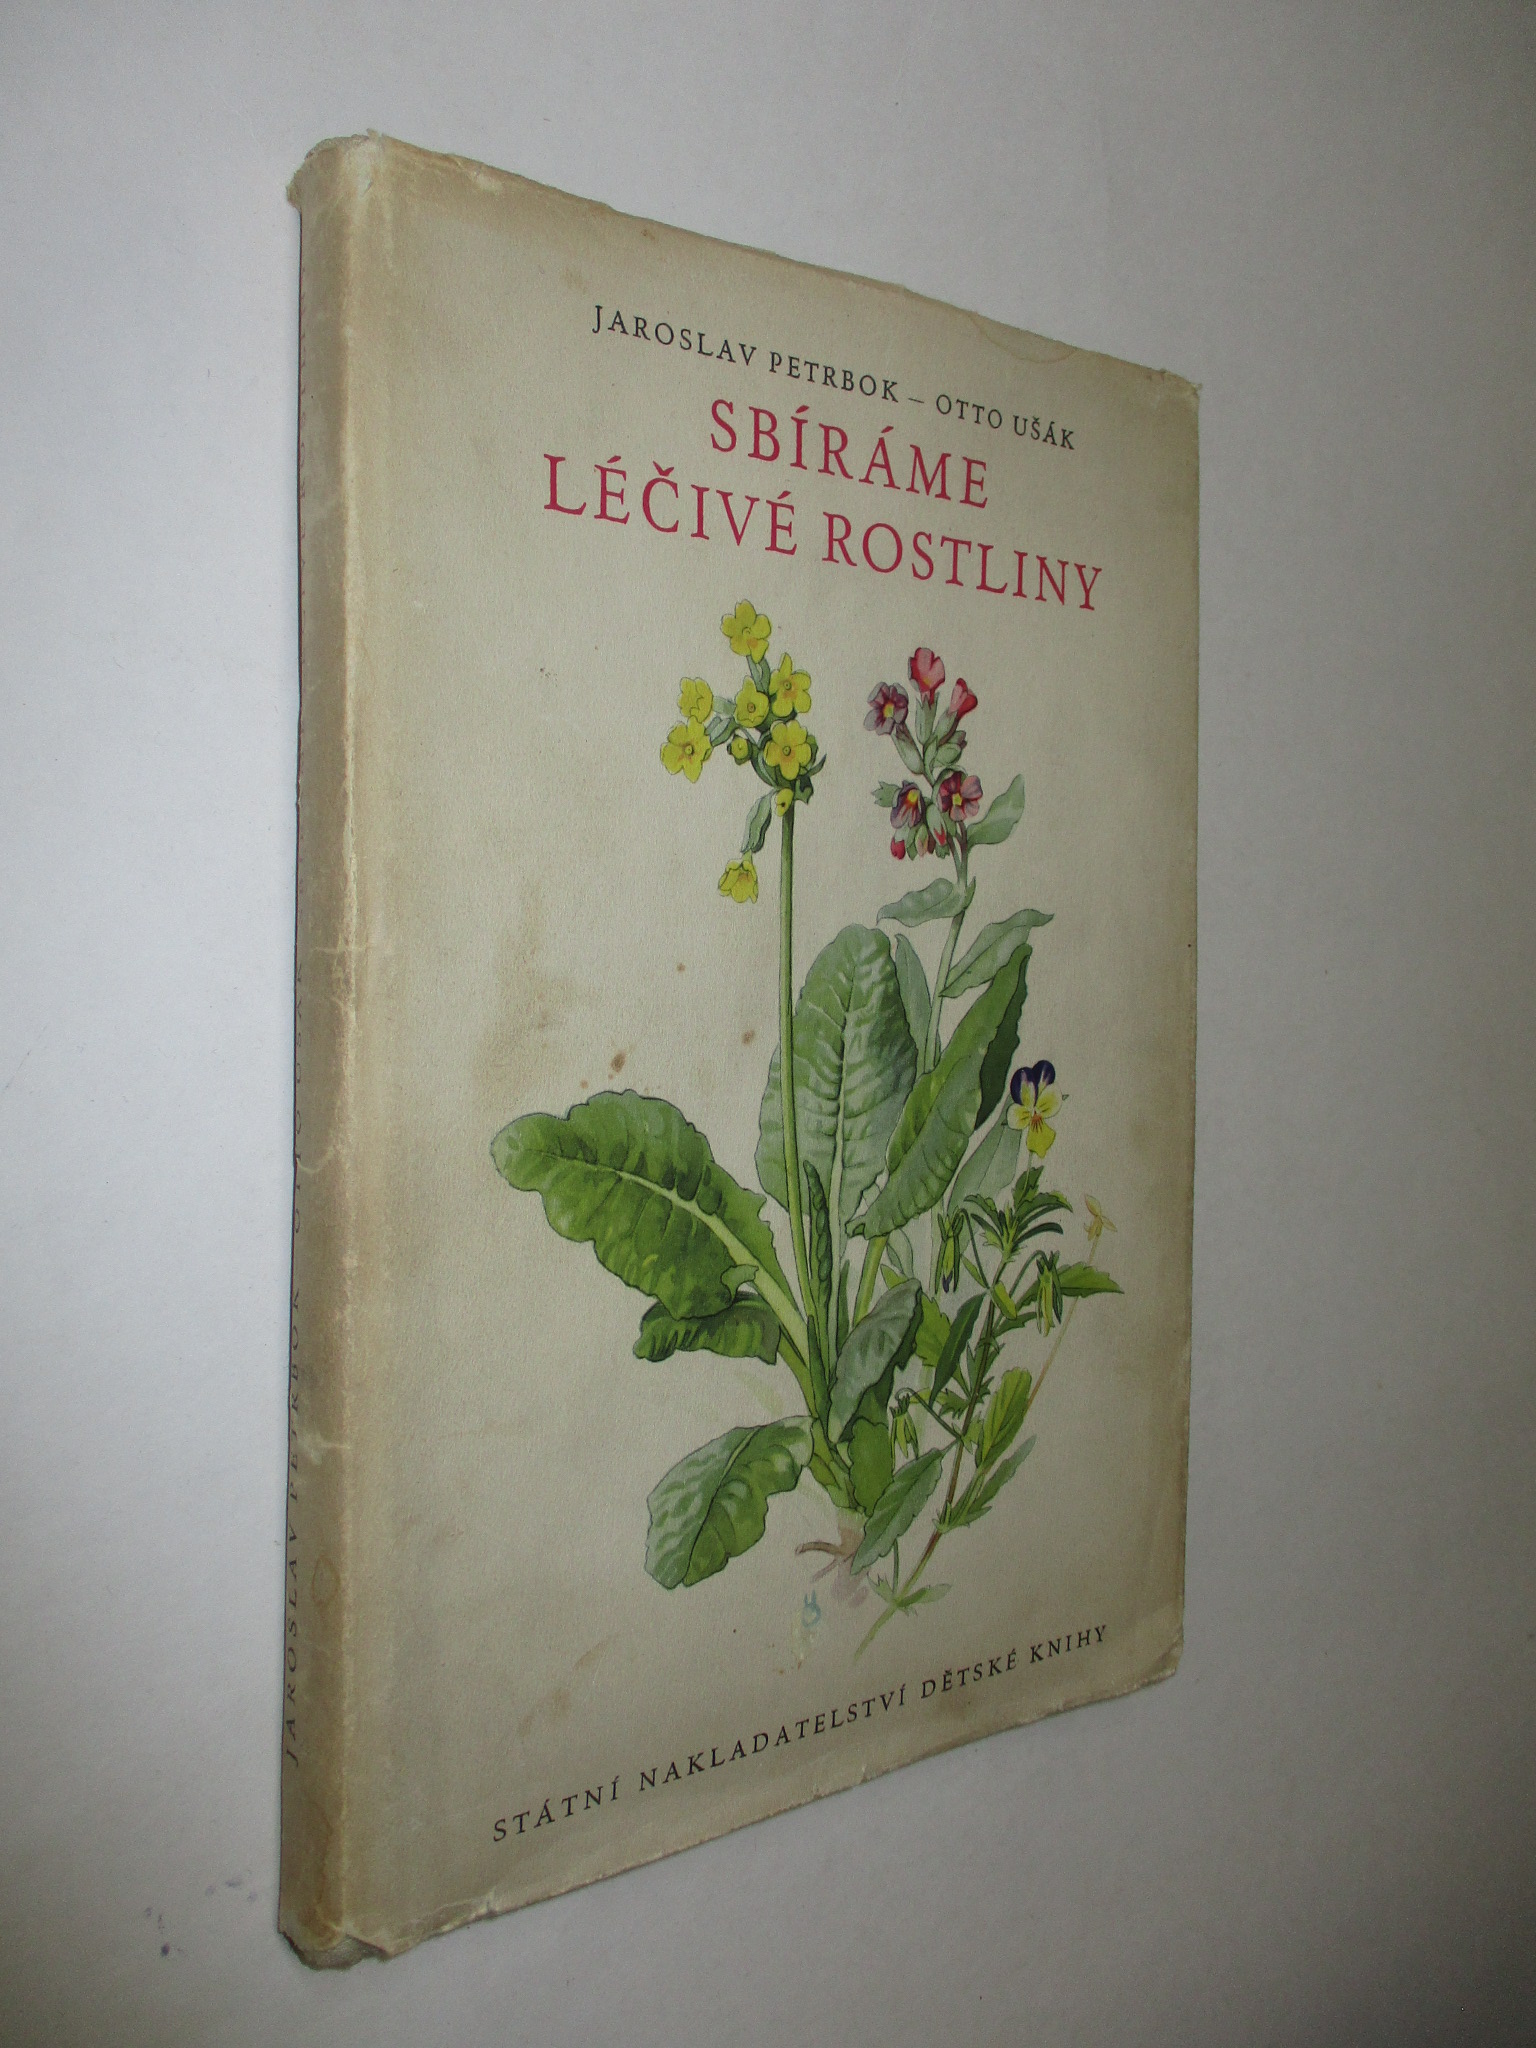 JAROSLAV PETRBOK – OTTO UŠÁK
SBÍRÁME
LÉČIVÉ ROSTLINY
STÁTNÍ NAKLADATELSTVÍ DĚTSKÉ KNIHY
JAROSLAV PETRBOK OTTO UŠÁK